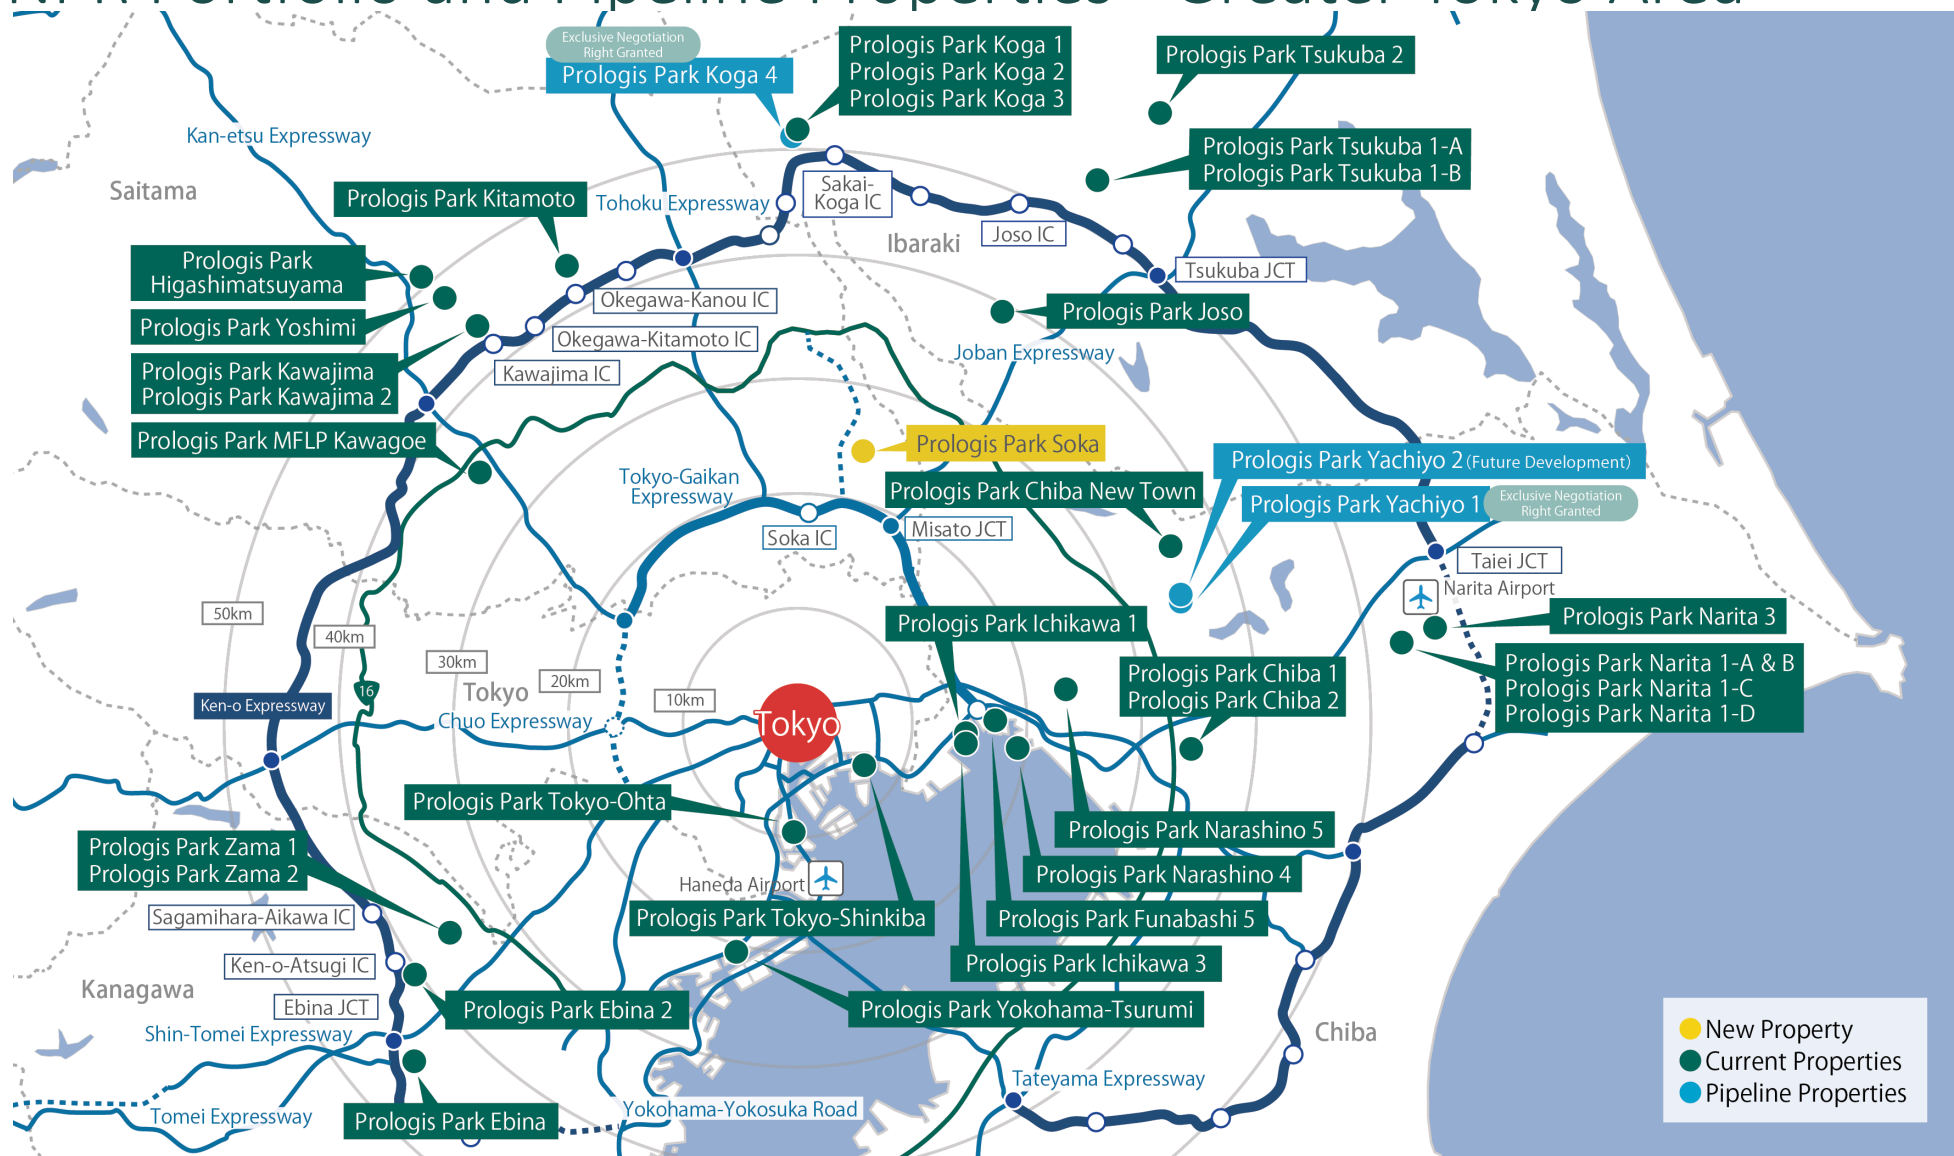 NPR Portfolio and Pipeline Properties - Greater Tokyo Area
Exclusive Negotiation
Right Granted
Prologis Park Koga 4
Prologis Park Koga 1
Prologis Park Koga 2
Prologis Park Koga 3
Prologis Park Tsukuba 2
Kan-etsu Expressway
Prologis Park Tsukuba 1-A
Prologis Park Tsukuba 1-B
Saitama
Prologis Park Kitamoto
Tohoku Expressway
Sakai-
Koga IC
Joso IC
Ibaraki
Prologis Park
Higashimatsuyama
Tsukuba JCT
Okegawa-Kanou IC
Prologis Park Joso
Prologis Park Yoshimi
Okegawa-Kitamoto IC
Joban Expressway
Prologis Park Kawajima
Prologis Park Kawajima 2
Kawajima IC
Prologis Park MFLP Kawagoe
Prologis Park Soka
Prologis Park Yachiyo 2 (Future Development)
Tokyo-Gaikan
Expressway
Prologis Park Chiba New Town
Prologis Park Yachiyo 1
Exclusive Negotiation
Right Granted
Soka IC
Misato JCT
Taiei JCT
Narita Airport
50km
40km
30km
20km
10km
Prologis Park Ichikawa 1
Prologis Park Narita 3
Prologis Park Chiba 1
Prologis Park Chiba 2
Prologis Park Narita 1-A & B
Prologis Park Narita 1-C
Prologis Park Narita 1-D
16
Tokyo
Ken-o Expressway
Chuo Expressway
Tokyo
Prologis Park Tokyo-Ohta
Prologis Park Narashino 5
Prologis Park Zama 1
Prologis Park Zama 2
Prologis Park Narashino 4
Haneda Airport
Sagamihara-Aikawa IC
Prologis Park Tokyo-Shinkiba
Prologis Park Funabashi 5
Ken-o-Atsugi IC
Prologis Park Ichikawa 3
Kanagawa
Ebina JCT
Prologis Park Ebina 2
Prologis Park Yokohama-Tsurumi
Shin-Tomei Expressway
Chiba
New Property
Current Properties
Pipeline Properties
Tateyama Expressway
Tomei Expressway
Prologis Park Ebina
Yokohama-Yokosuka Road